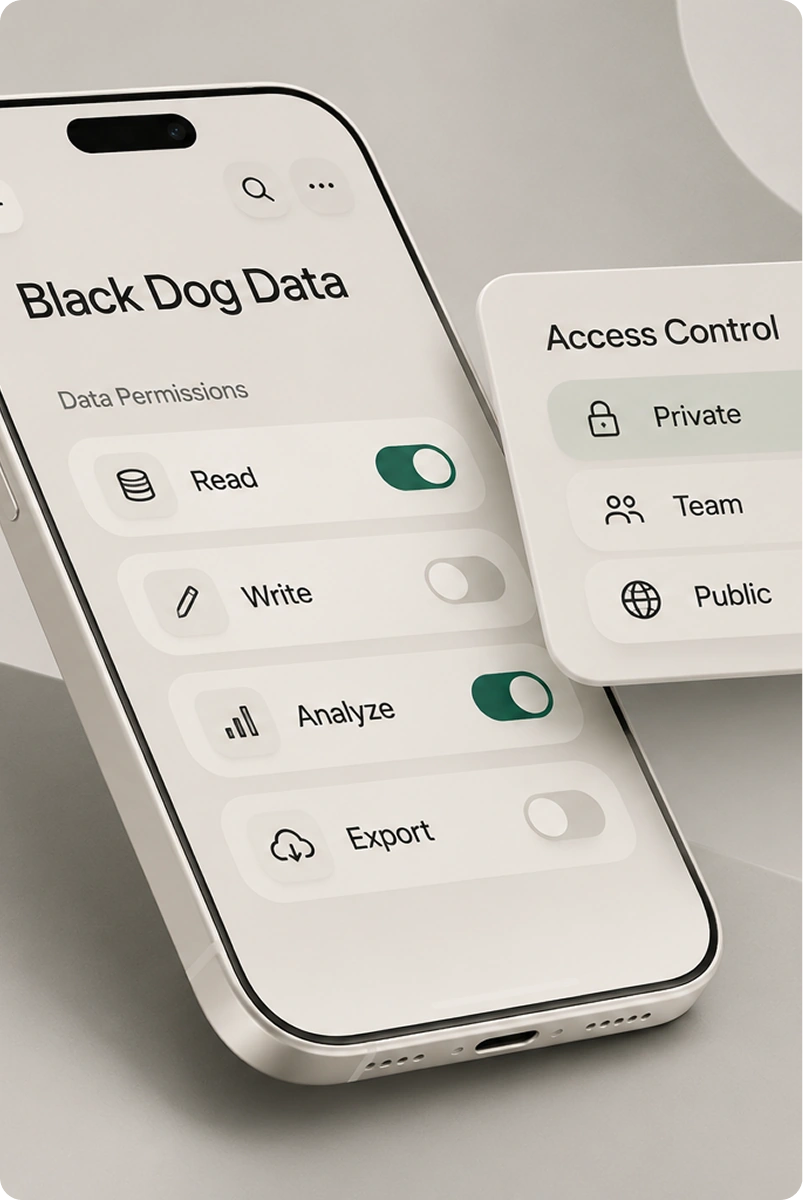 Black Dog Data
Data Permissions
Read
Write
Analyze
Export
Access Control
Private
Team
Public